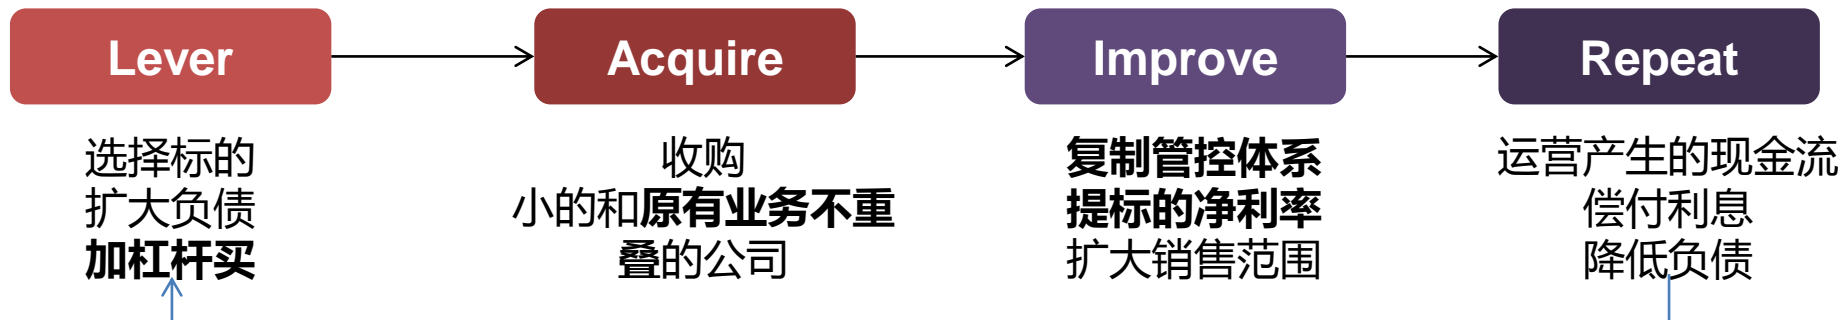 Lever
Acquire
Improve
Repeat
选择标的
扩大负债
加杠杆买
收购
小的和原有业务不重
叠的公司
复制管控体系
提标的净利率
扩大销售范围
运营产生的现金流
偿付利息
降低负债